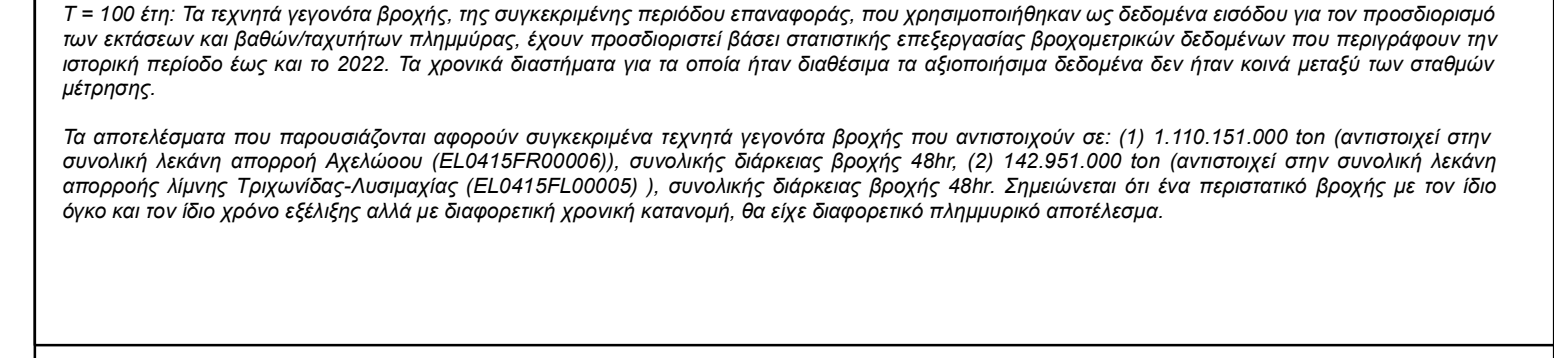 T = 100 έτη: Τα τεχνητά γεγονότα βροχής, της συγκεκριμένης περιόδου επαναφοράς, που χρησιμοποιήθηκαν ως δεδομένα εισόδου για τον προσδιορισμό
των εκτάσεων και βαθών/ταχυτήτων πλημμύρας, έχουν προσδιοριστεί βάσει στατιστικής επεξεργασίας βροχομετρικών δεδομένων που περιγράφουν την
ιστορική περίοδο έως και το 2022. Τα χρονικά διαστήματα για τα οποία ήταν διαθέσιμα τα αξιοποιήσιμα δεδομένα δεν ήταν κοινά μεταξύ των σταθμών
μέτρησης.
Τα αποτελέσματα που παρουσιάζονται αφορούν συγκεκριμένα τεχνητά γεγονότα βροχής που αντιστοιχούν σε: (1) 1.110.151.000 ton (αντιστοιχεί στην
συνολική λεκάνη απορροή Αχελώοου (EL0415FR00006)), συνολικής διάρκειας βροχής 48hr, (2) 142.951.000 ton (αντιστοιχεί στην συνολική λεκάνη
απορροής λίμνης Τριχωνίδας-Λυσιμαχίας (EL0415FL00005) ), συνολικής διάρκειας βροχής 48hr. Σημειώνεται ότι ένα περιστατικό βροχής με τον ίδιο
όγκο και τον ίδιο χρόνο εξέλιξης αλλά με διαφορετική χρονική κατανομή, θα είχε διαφορετικό πλημμυρικό αποτέλεσμα.